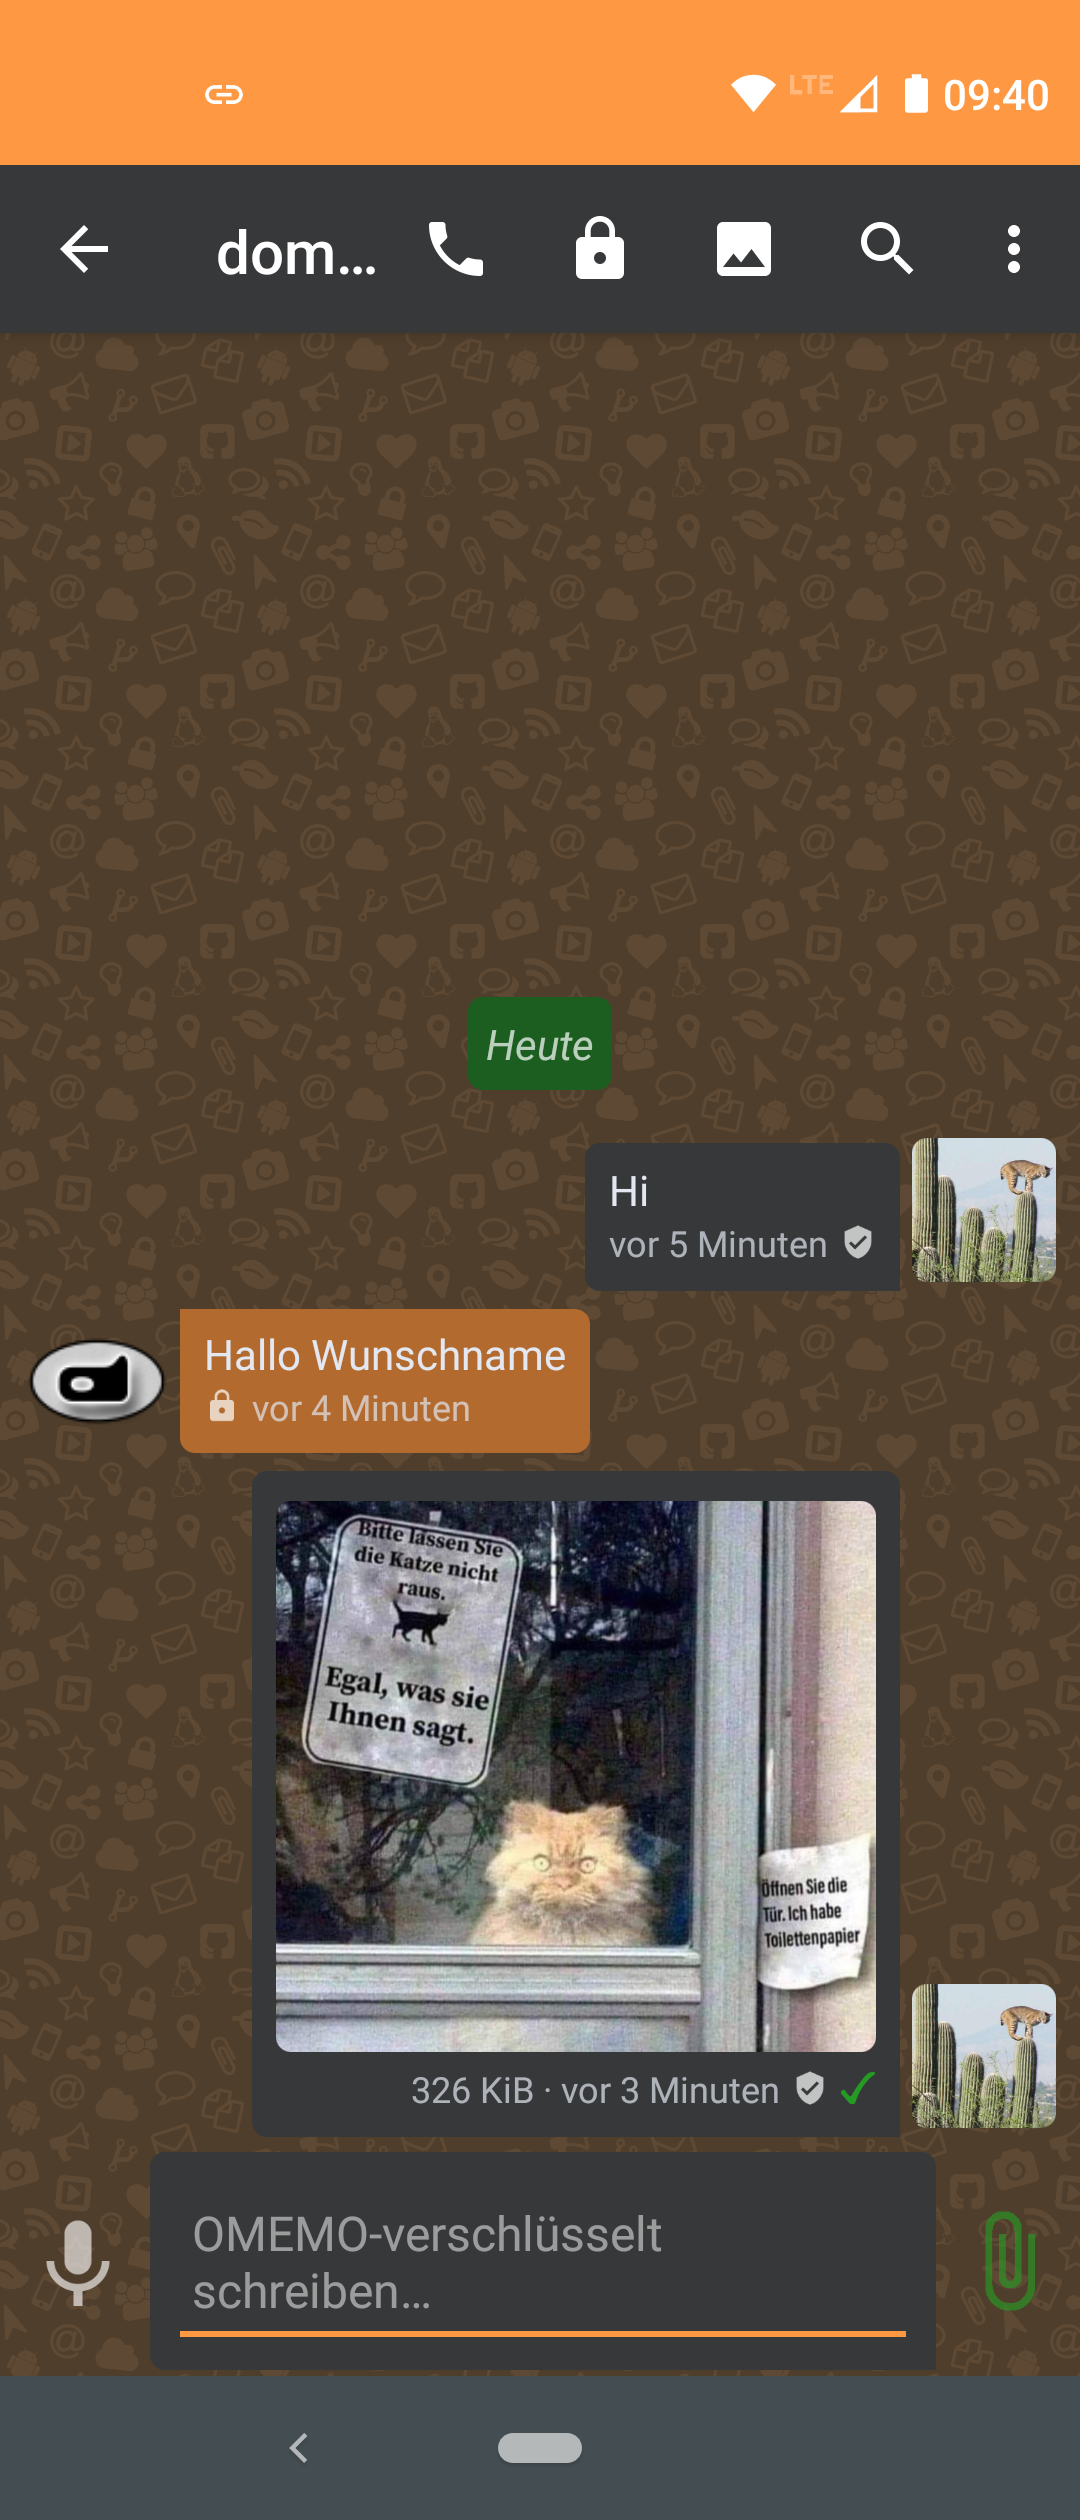 LTE 09:40
dom...
Heute
Hi
vor 5 Minuten
Hallo Wunschname
vor 4 Minuten
Bitte lassen Sie
die Katze nicht
raus.
Egal, was sie
Ihnen sagt.
Öffnen Sie die
Tür. Ich habe
Toilettenpapier
326 KiB · vor 3 Minuten
OMEMO-verschlüsselt
schreiben...